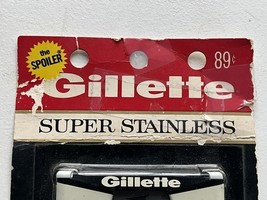 the
SPOILER
89¢
Gillette
SUPER STAINLESS
Gillette